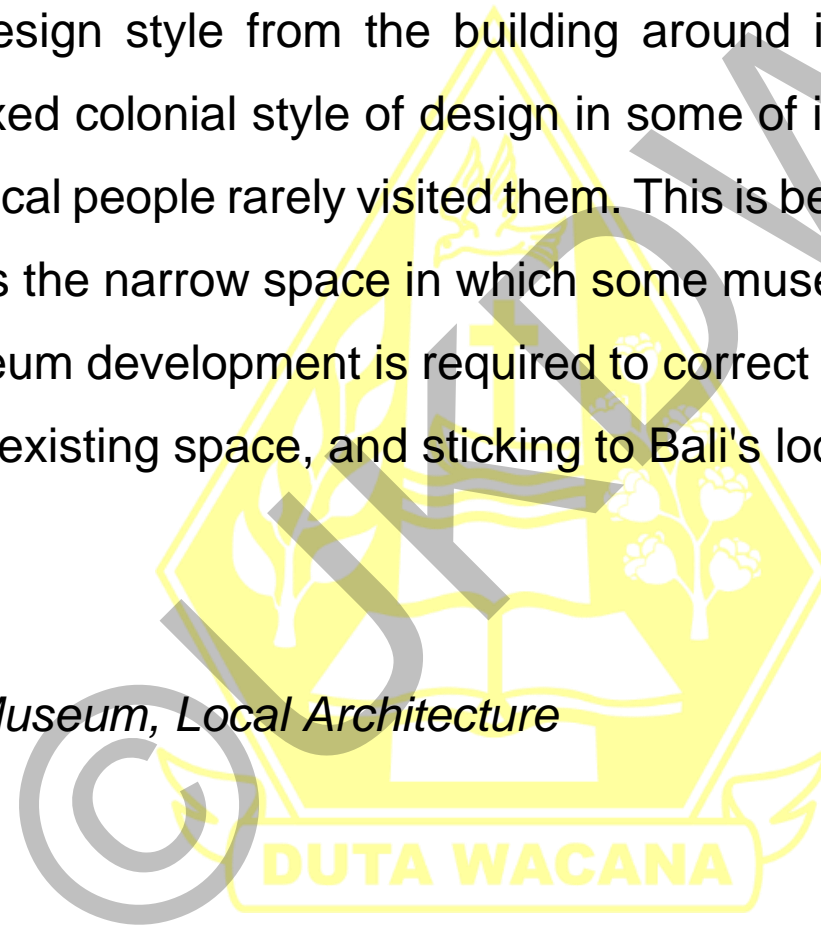 esign style from the building around i
xed colonial style of design in some of i
cal people rarely visited them. This is be
s the narrow space in which some muse
eum development is required to correct
existing space, and sticking to Bali's loc
Museum, Local Architecture
©UKDW
DUTA WACANA